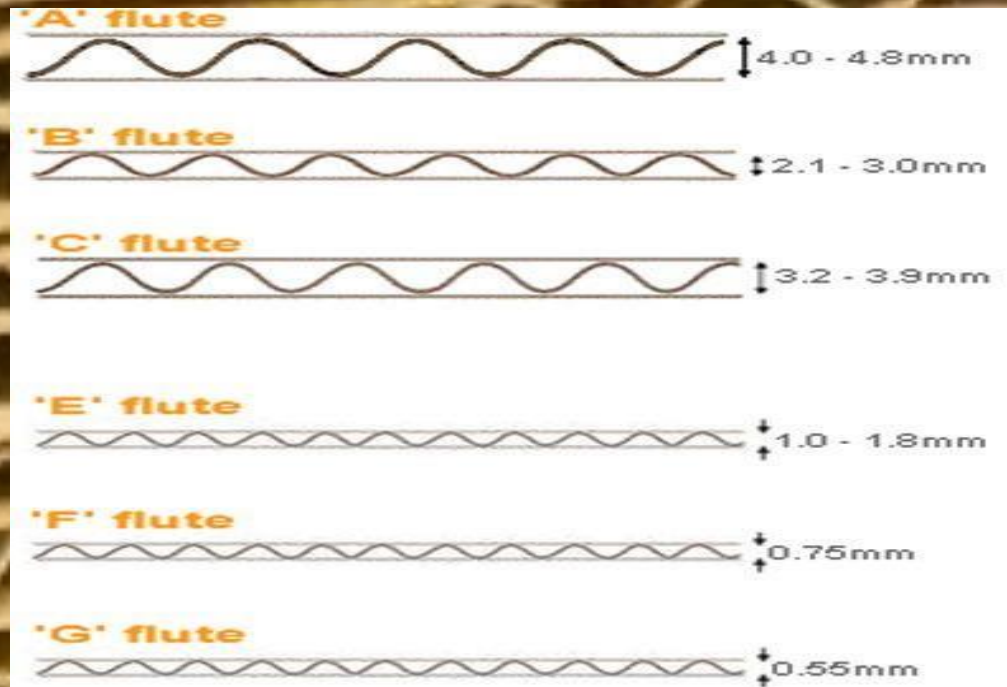 'A' flute
4.0 - 4.8mm
'B' flute
2.1 - 3.0mm
'C' flute
3.2 - 3.9mm
'E' flute
1.0 - 1.8mm
'F' flute
0.75mm
'G' flute
0.55mm